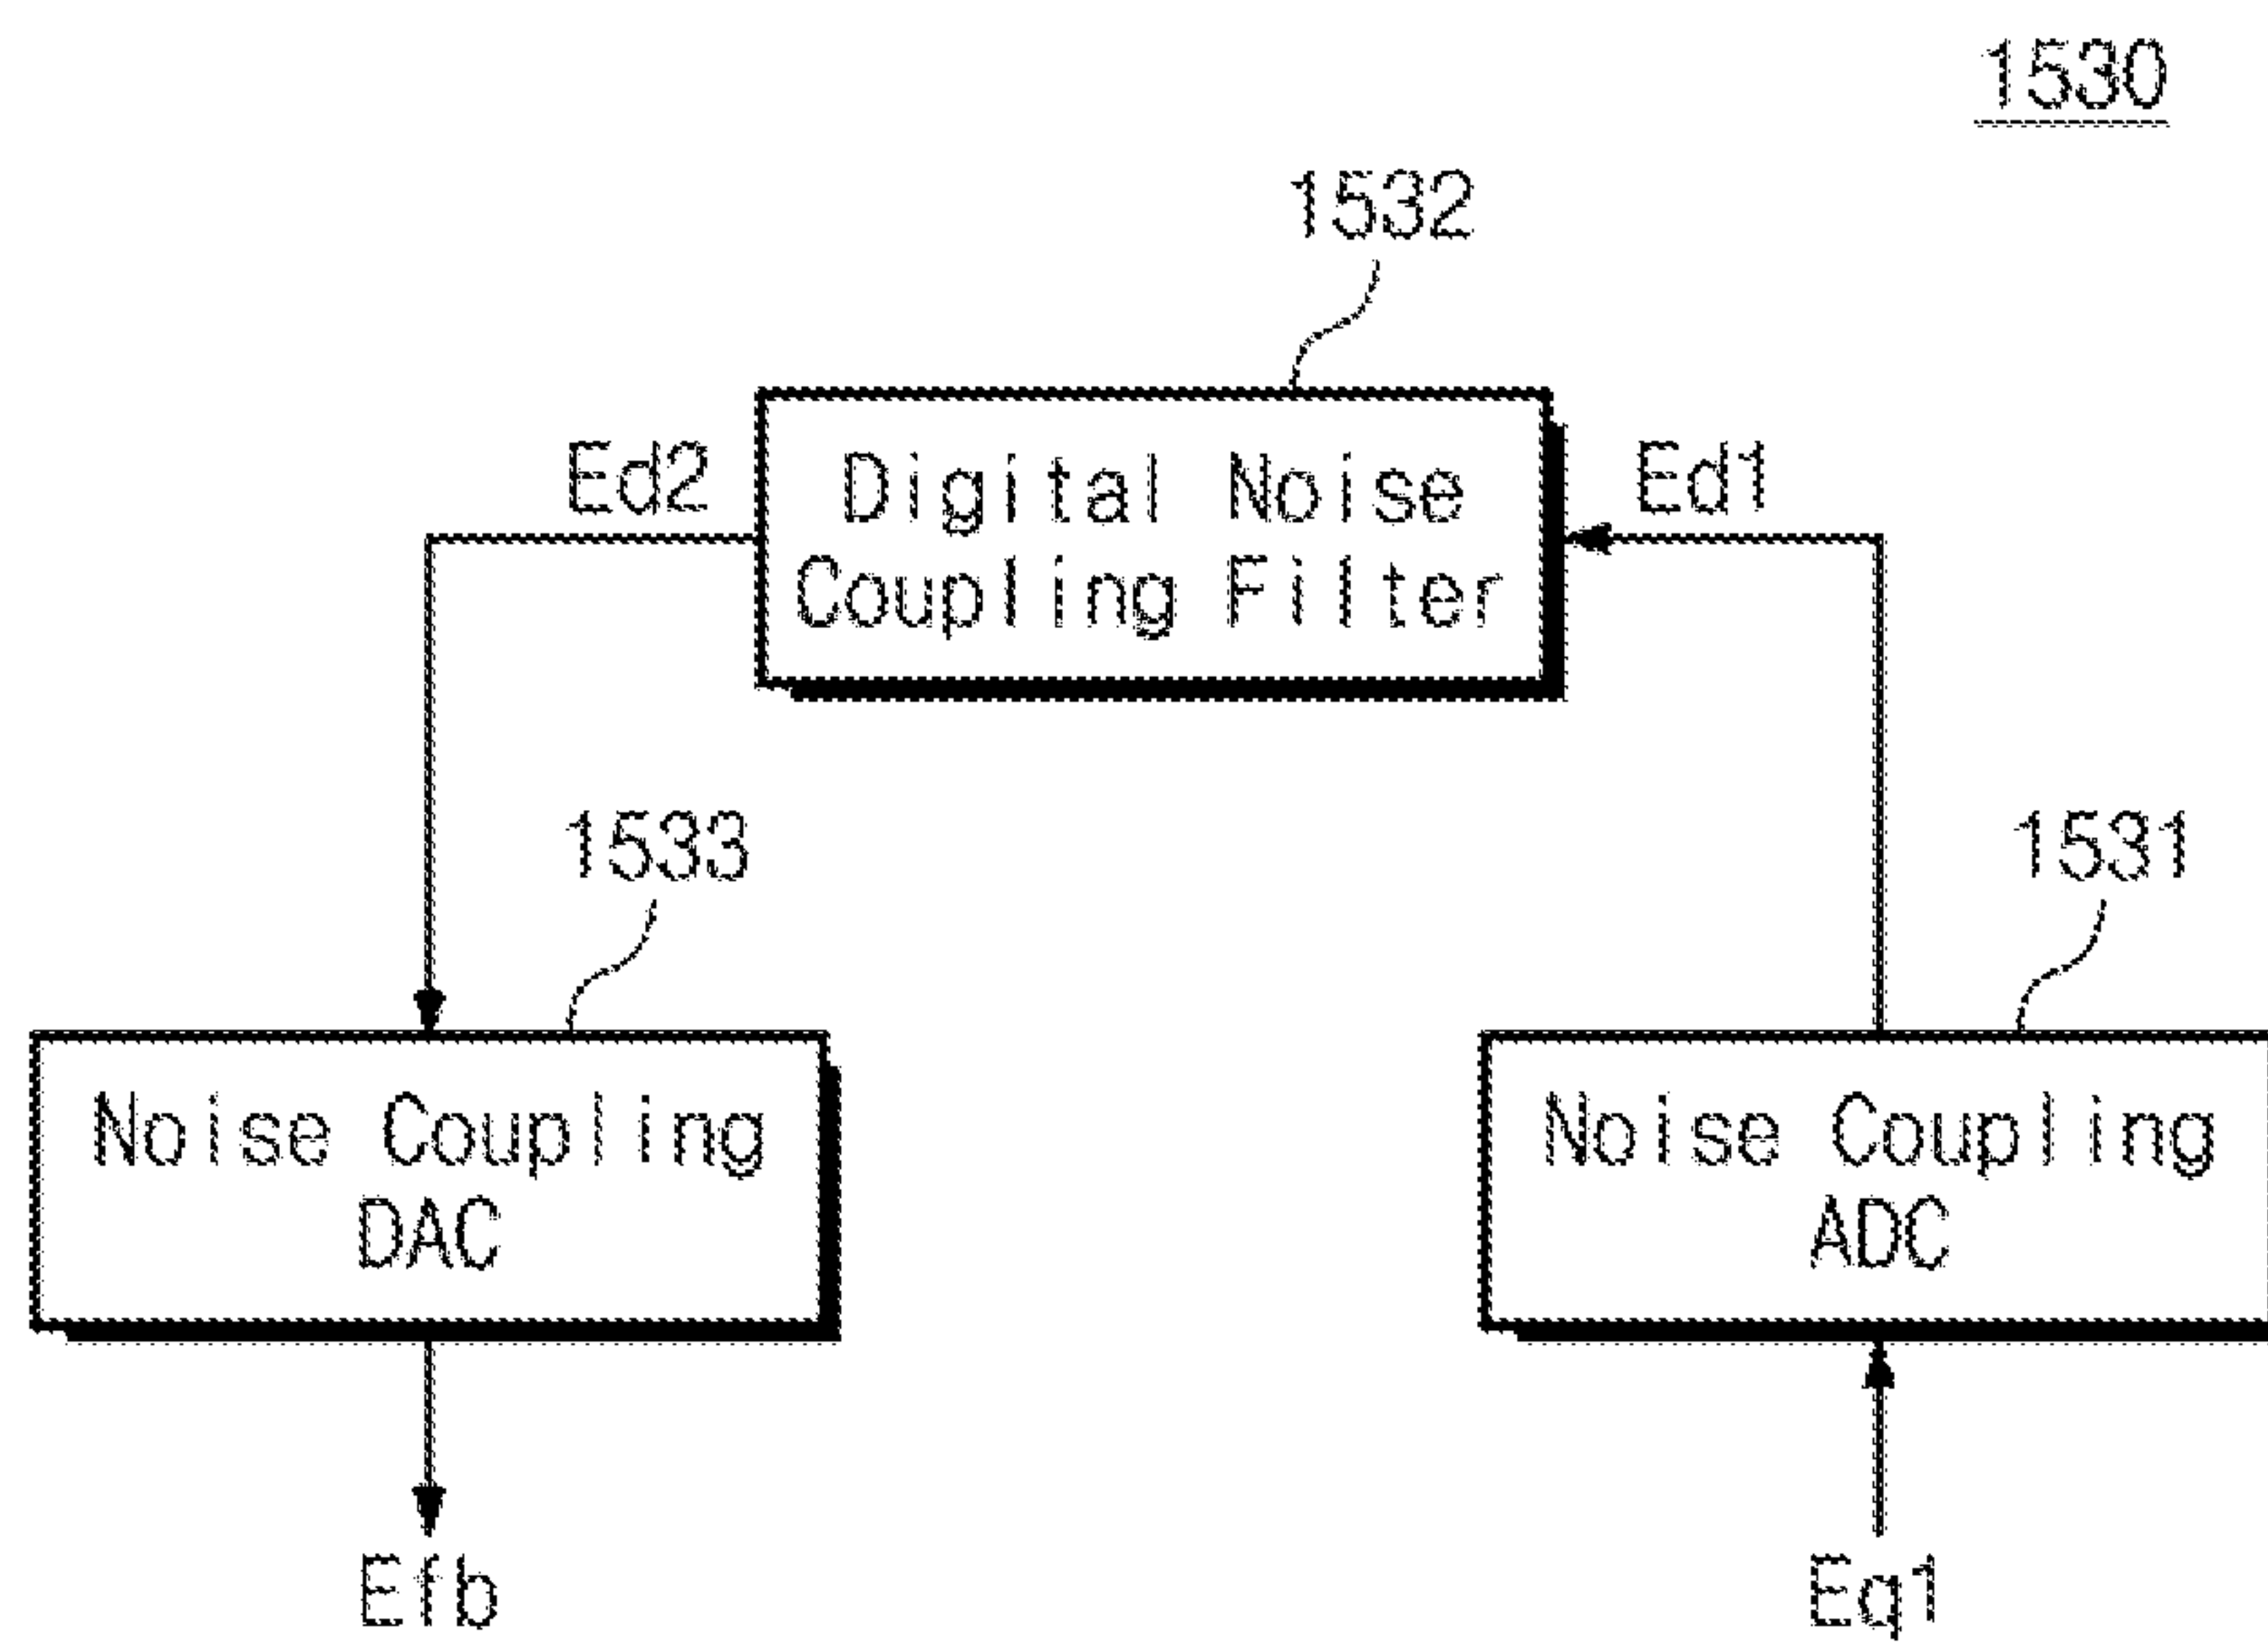 1530
1532
Ed2
Digital Noise
Coupling Filter
Ed1
1533
1531
Noise Coupling
DAC
Noise Coupling
ADC
Efb
Eq1